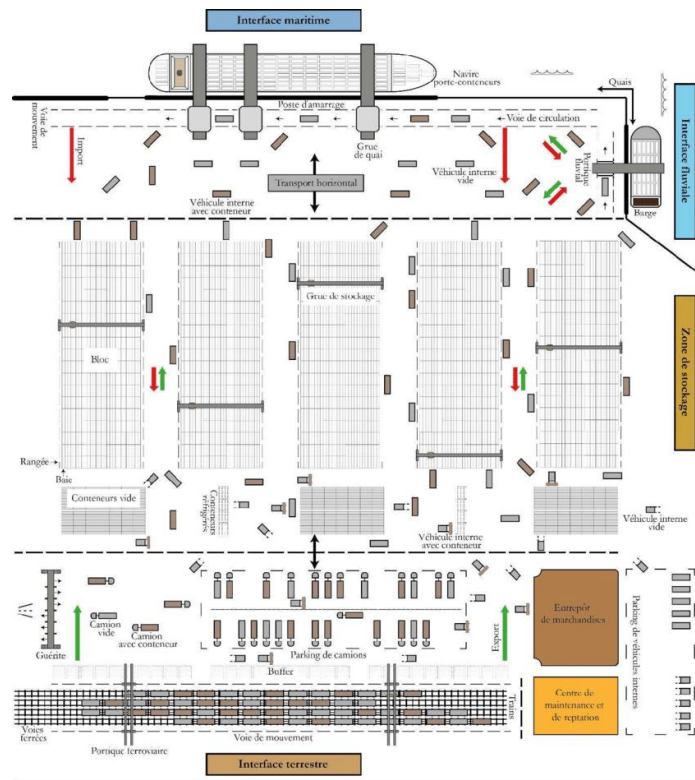 Interface maritime
Navire
porte-conteneurs
Quais
Poste d'amarrage
Voie de
mouvement
Voie de circulation
Import
Grue
de quai
Véhicule interne
vide
Portique
fluvial
Interface fluviale
Transport horizontal
Véhicule interne
avec conteneur
Barge
Grue de stockage
Bloc
Zone de stockage
Rangée
Baie
Conteneurs vide
Conteneurs
réfrigérés
Véhicule interne
avec conteneur
Véhicule interne
vide
Camion
vide
Camion
avec conteneur
Guérite
Parking de camions
Export
Entrepôt
de marchandises
Parking de véhicules internes
Buffer
Trains
Centre de
maintenance et
de reptation
Voies
ferrées
Voie de mouvement
Portique ferroviaire
Interface terrestre